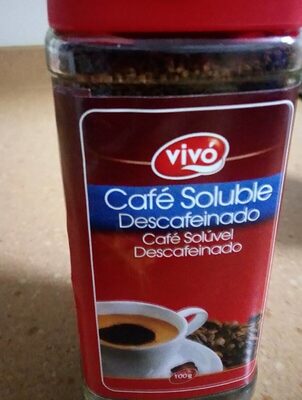 vivó
Café Soluble
Descafeinado
Café Solúvel
Descafeinado
100g